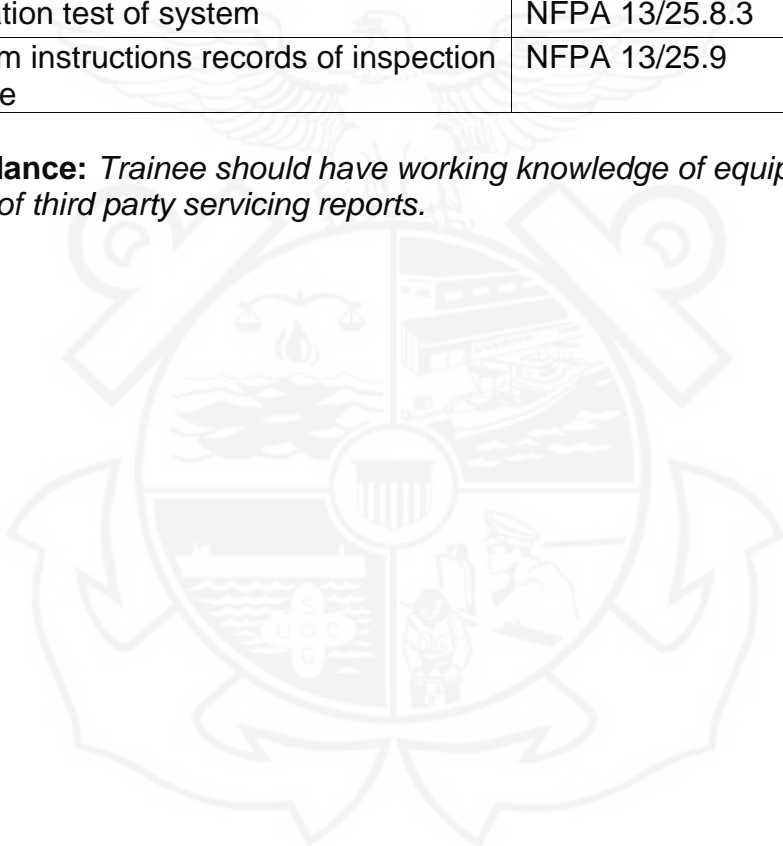 ation test of system NFPA 13/25.8.3
m instructions records of inspection NFPA 13/25.9
e
lance: Trainee should have working knowledge of equip
of third party servicing reports.
S
U O C
G